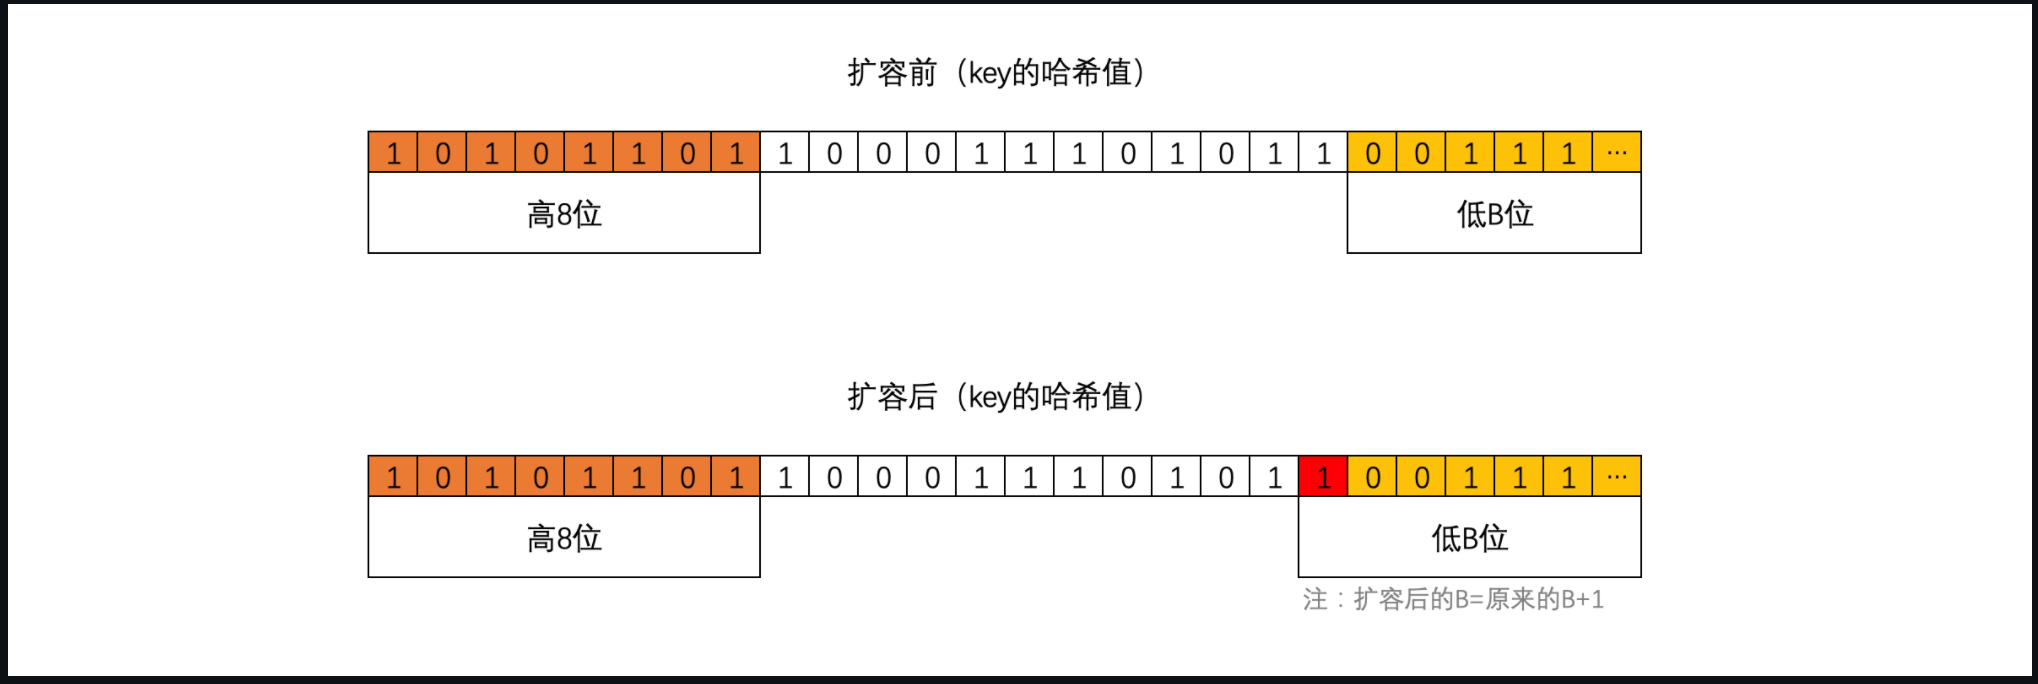 扩容前（key的哈希值）
1 0 1 0 1 1 0 1 1 0 0 0 1 1 1 0 1 0 1 1 0 0 1 1 1 ···
高8位 低B位
扩容后（key的哈希值）
1 0 1 0 1 1 0 1 1 0 0 0 1 1 1 0 1 0 1 1 0 0 1 1 1 ···
高8位 低B位
注：扩容后的B=原来的B+1